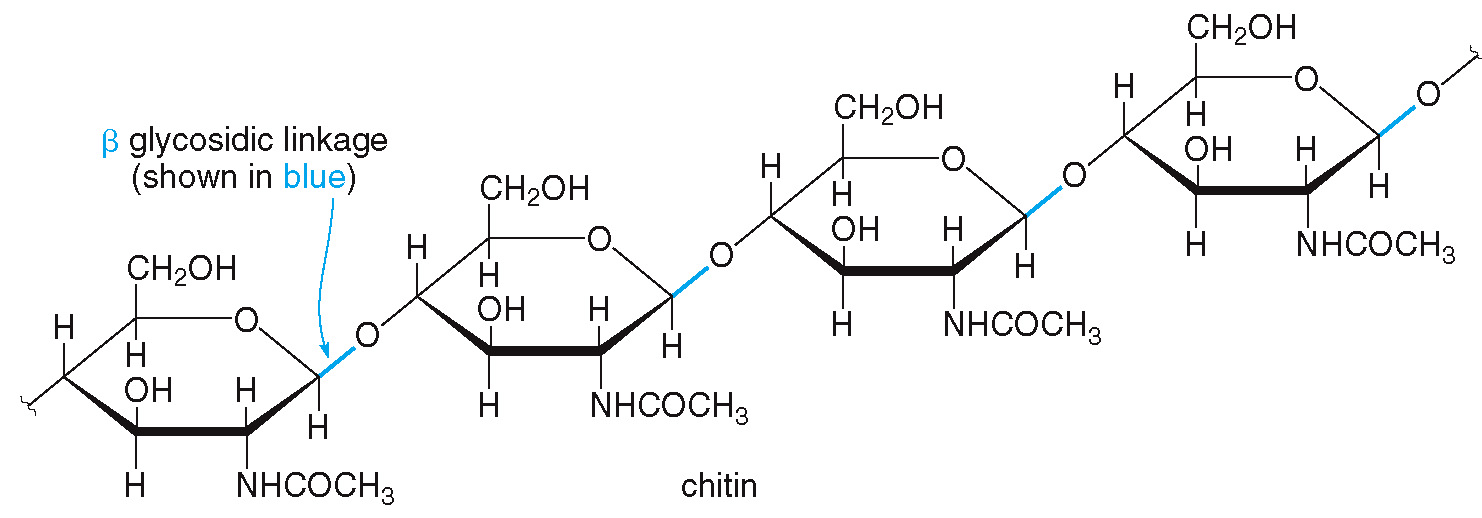 CH₂OH
H
O
O
H
OH
H
H
H
NHCOCH₃
CH₂OH
H
O
O
H
OH
H
H
H
NHCOCH₃
β glycosidic linkage
(shown in blue)
CH₂OH
H
O
O
H
OH
H
H
H
NHCOCH₃
CH₂OH
H
O
O
H
OH
H
H
H
NHCOCH₃
chitin